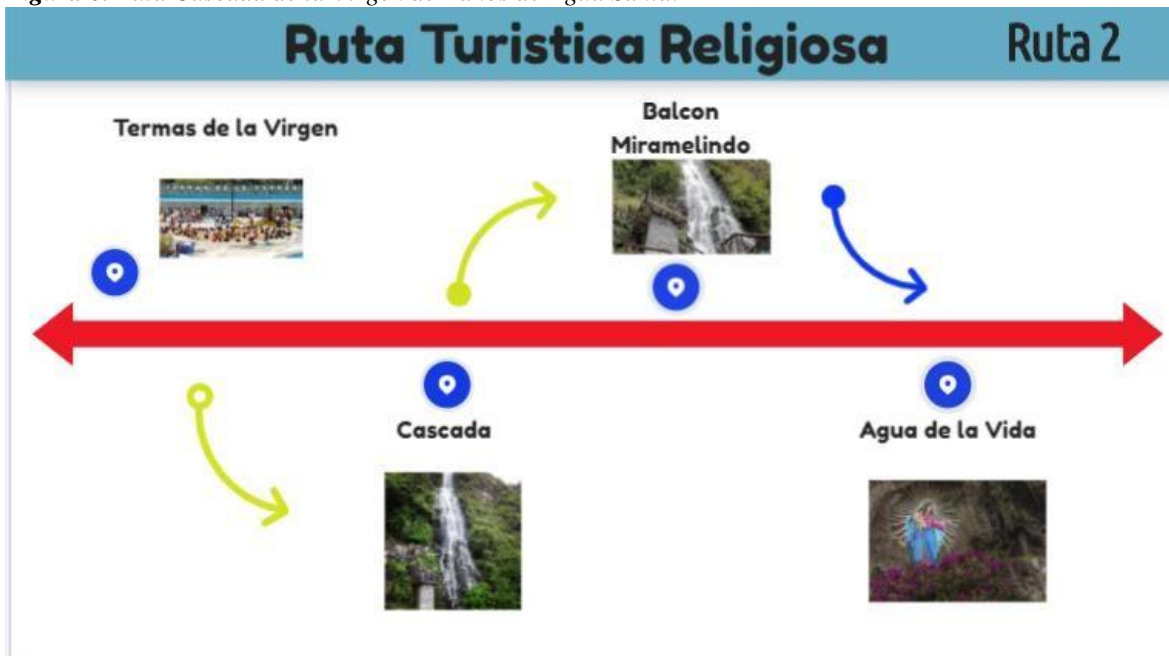 Ruta Turistica Religiosa Ruta 2
Termas de la Virgen
Balcon
Miramelindo
Cascada
Agua de la Vida